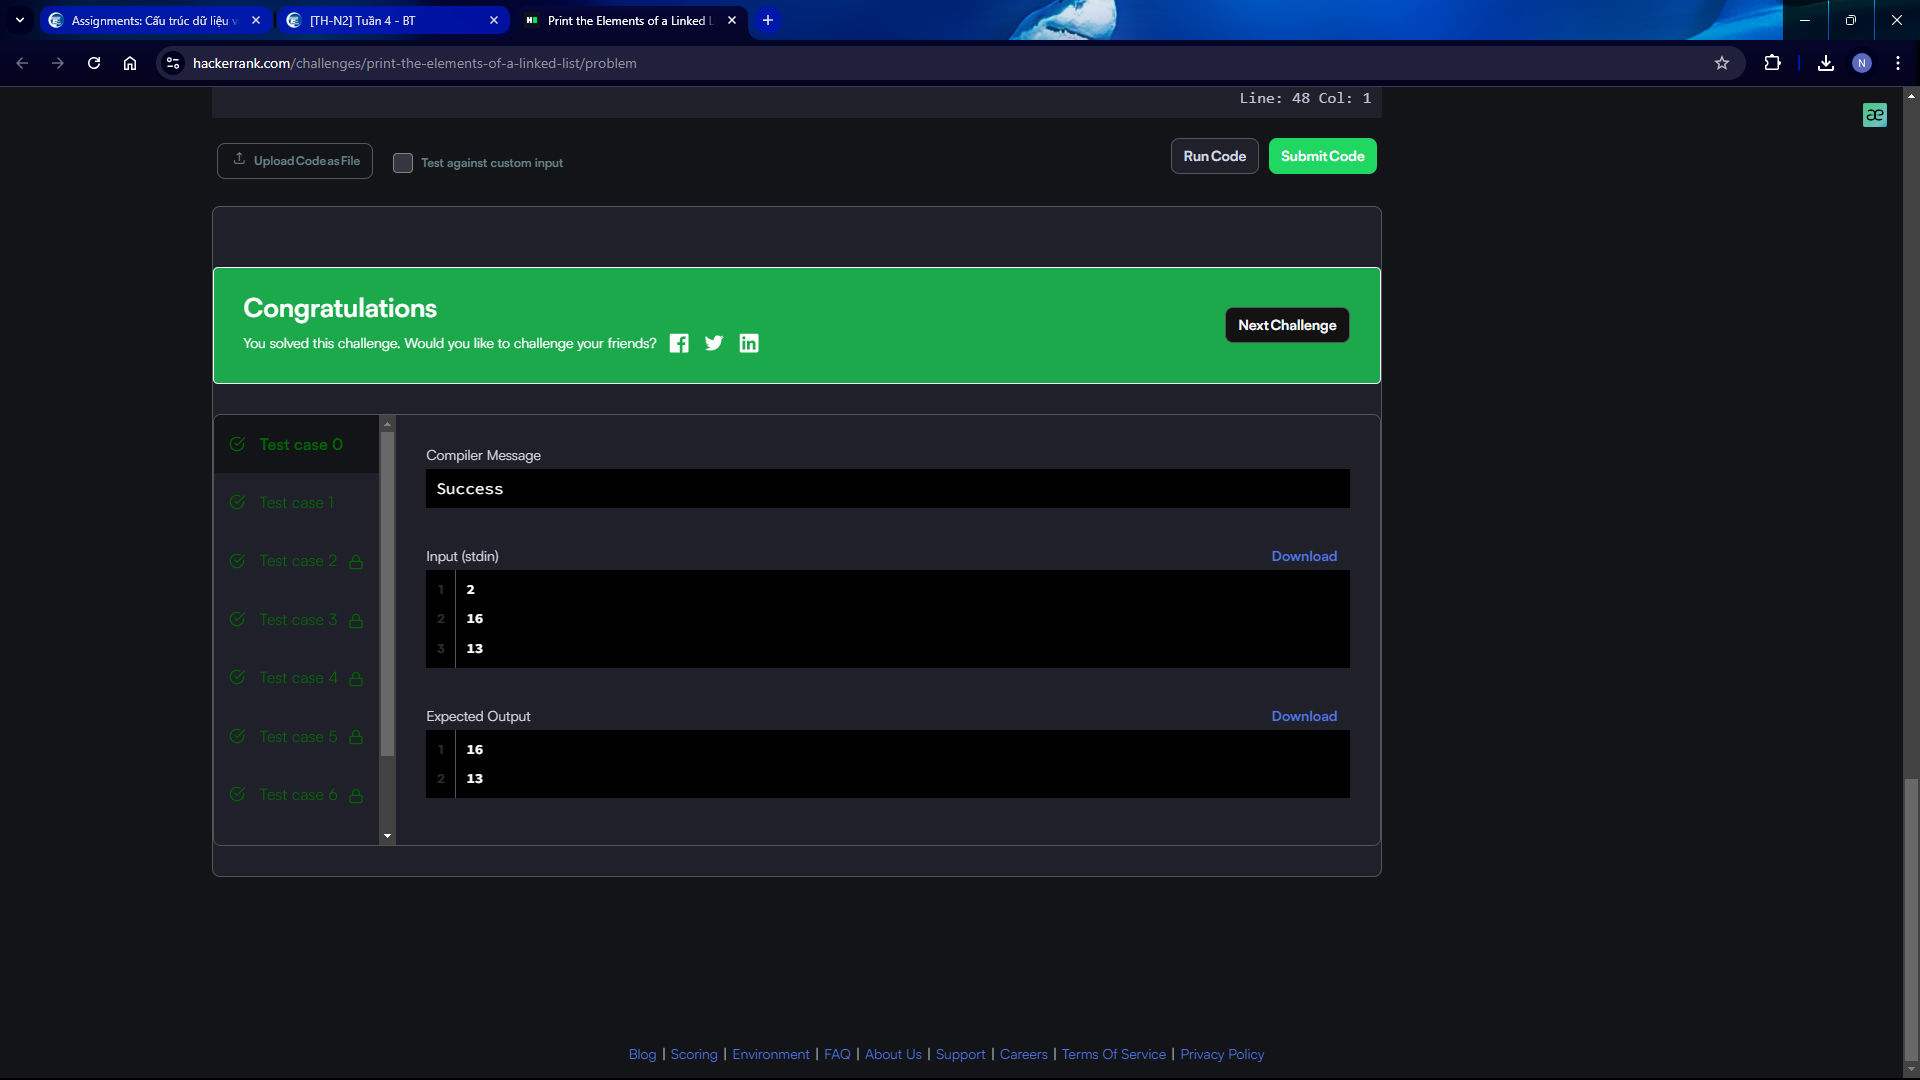 Assignments: Cấu trúc dữ liệu v
[TH-N2] Tuần 4 - BT
Print the Elements of a Linked L
hackerrank.com/challenges/print-the-elements-of-a-linked-list/problem
N
Line: 48 Col: 1
æ
Upload Code as File
Test against custom input
Run Code
Submit Code
Congratulations
You solved this challenge. Would you like to challenge your friends?
Next Challenge
Test case 0
Test case 1
Test case 2
Test case 3
Test case 4
Test case 5
Test case 6
Compiler Message
Success
Input (stdin)
Download
1 2
2 16
3 13
Expected Output
Download
1 16
2 13
Blog | Scoring | Environment | FAQ | About Us | Support | Careers | Terms Of Service | Privacy Policy